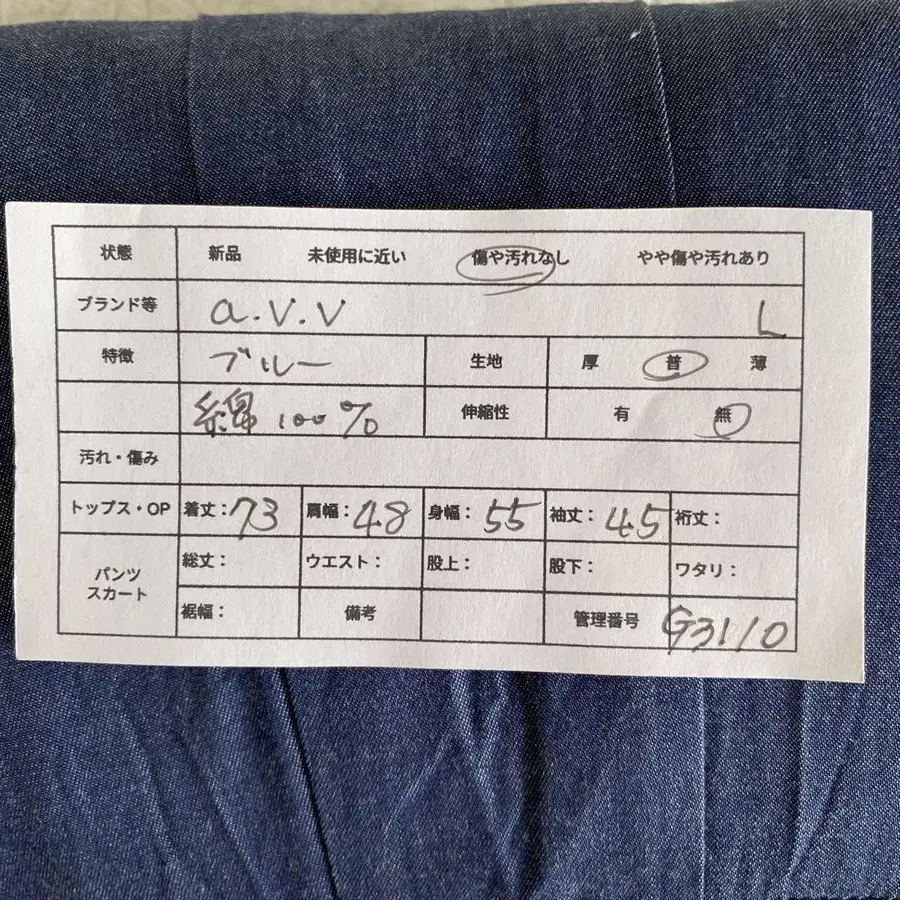 状態 新品 未使用に近い 傷や汚れなし やや傷や汚れあり
ブランド等 a.v.v L
特徴 ブルー 生地 厚 普 薄
綿 100% 伸縮性 有 無
汚れ・傷み
トップス・OP 着丈：73 肩幅：48 身幅：55 袖丈：45 裄丈：
パンツ スカート 総丈： ウエスト： 股上： 股下： ワタリ：
裾幅： 備考 管理番号 G3110